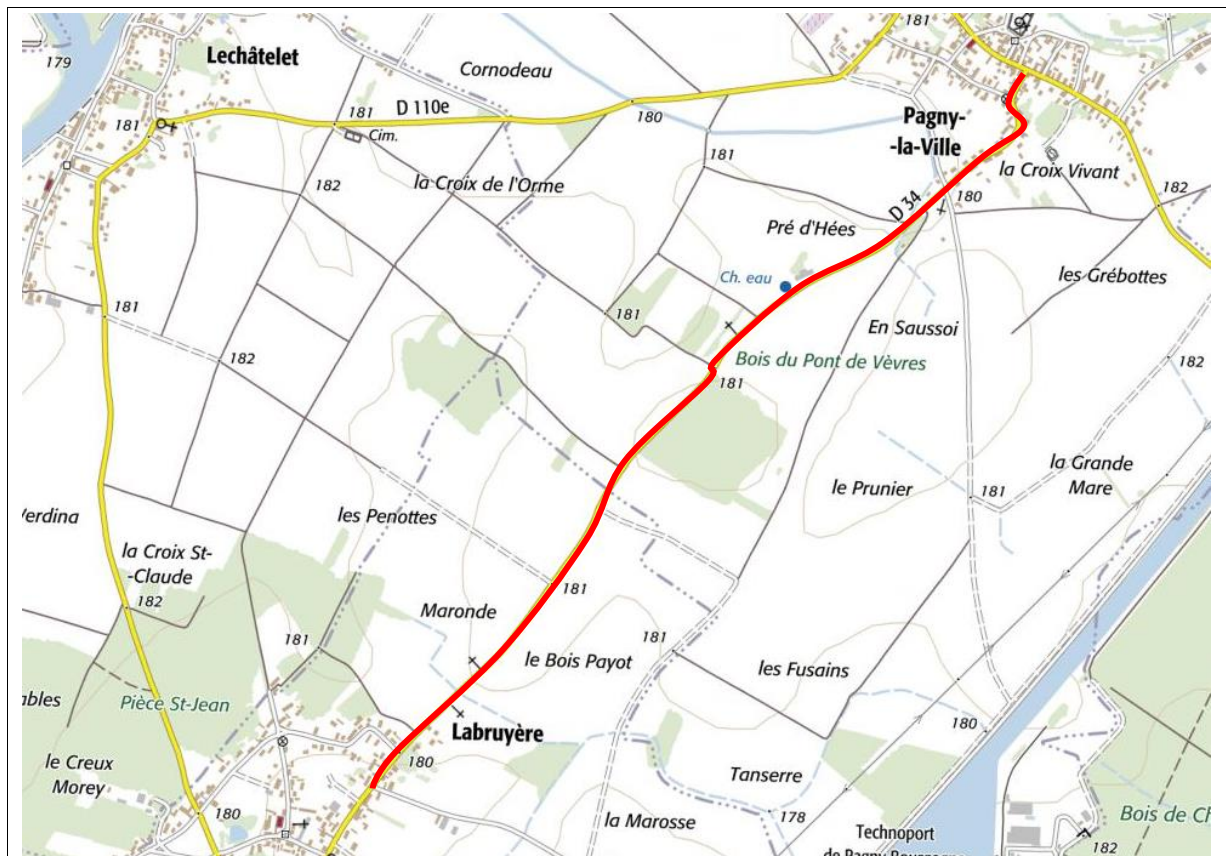 181
181
Lechâtelet
179
Cornodeau
181
D 110e
180
181
Cim.
Pagny-
-la-Ville
181
la Croix de l'Orme
la Croix Vivant
182
180
182
D 34
Pré d'Hées
Ch. eau
les Grébottes
181
181
En Saussoi
182
Bois du Pont de Vèvres
182
181
la Grande
Mare
le Prunier
181
les Penottes
Verdina
la Croix St-
-Claude
181
182
Maronde
181
181
le Bois Payot
les Fusains
ables
Pièce St-Jean
180
Labruyère
180
le Creux
Morey
Tanserre
180
178
la Marosse
Technoport
de Pagny
Bois de Ch
182